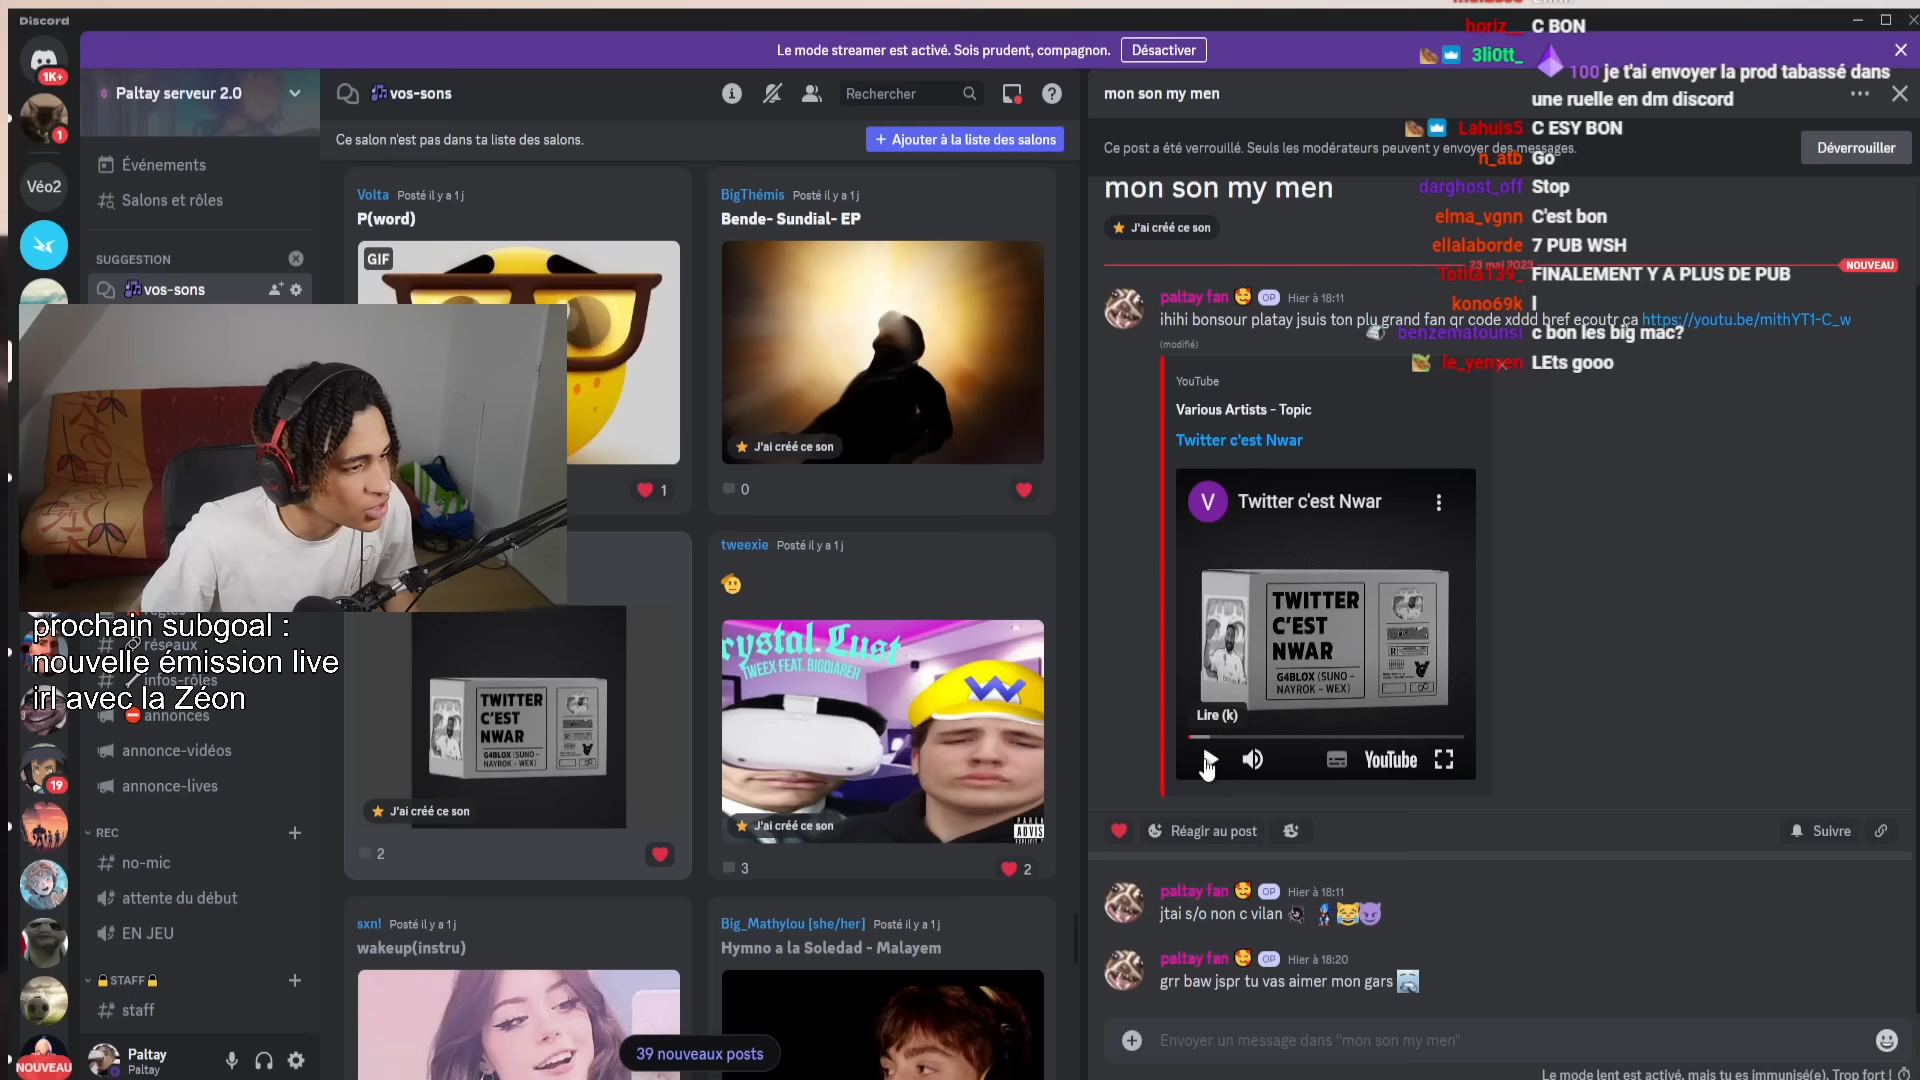 Discord
Le mode streamer est activé. Sois prudent, compagnon.
Désactiver
1K+
1
Véo2
19
NOUVEAU
Paltay serveur 2.0
Événements
Salons et rôles
SUGGESTION
vos-sons
prochain subgoal :
nouvelle émission live
irl avec la Zéon
réseaux
infos-rôles
annonces
annonce-vidéos
annonce-lives
REC
no-mic
attente du début
EN JEU
STAFF
staff
Paltay
Paltay
vos-sons
Rechercher
Ce salon n'est pas dans ta liste des salons.
+ Ajouter à la liste des salons
Volta Posté il y a 1 j
P(word)
GIF
1
BigThémis Posté il y a 1 j
Bende- Sundial- EP
J'ai créé ce son
0
TWITTER
C'EST
NWAR
G4BLOX (SUNO -
NAYROK - WEX)
J'ai créé ce son
2
tweexie Posté il y a 1 j
rystal.Lust
TWEEX FEAT. BIGDIAREH
W
ADVIS
J'ai créé ce son
3
2
sxn! Posté il y a 1 j
wakeup(instru)
Big_Mathylou [she/her] Posté il y a 1 j
Hymno a la Soledad - Malayem
39 nouveaux posts
mon son my men
Ce post a été verrouillé. Seuls les modérateurs peuvent y envoyer des messages.
Déverrouiller
mon son my men
J'ai créé ce son
23 mai 2023
NOUVEAU
paltay fan OP Hier à 18:11
ihihi bonsour platay jsuis ton plu grand fan qr code xddd bref ecoutr ça https://youtu.be/mithYT1-C_w
(modifié)
YouTube
Various Artists - Topic
Twitter c'est Nwar
V
Twitter c'est Nwar
TWITTER
C'EST
NWAR
G4BLOX (SUNO -
NAYROK - WEX)
Lire (k)
YouTube
Réagir au post
Suivre
paltay fan OP Hier à 18:11
jtai s/o non c vilan
paltay fan OP Hier à 18:20
grr baw jspr tu vas aimer mon gars
Envoyer un message dans "mon son my men"
Le mode lent est activé, mais tu es immunisé(e). Trop fort !
horiz__ C BON
3li0tt_ 100 je t'ai envoyer la prod tabassé dans
une ruelle en dm discord
Lahuis5 C ESY BON
n_atb Go
darghost_off Stop
elma_vgnn C'est bon
ellalaborde 7 PUB WSH
Totita139_ FINALEMENT Y A PLUS DE PUB
kono69k I
benzematounsi c bon les big mac?
le_yenyen LEts gooo